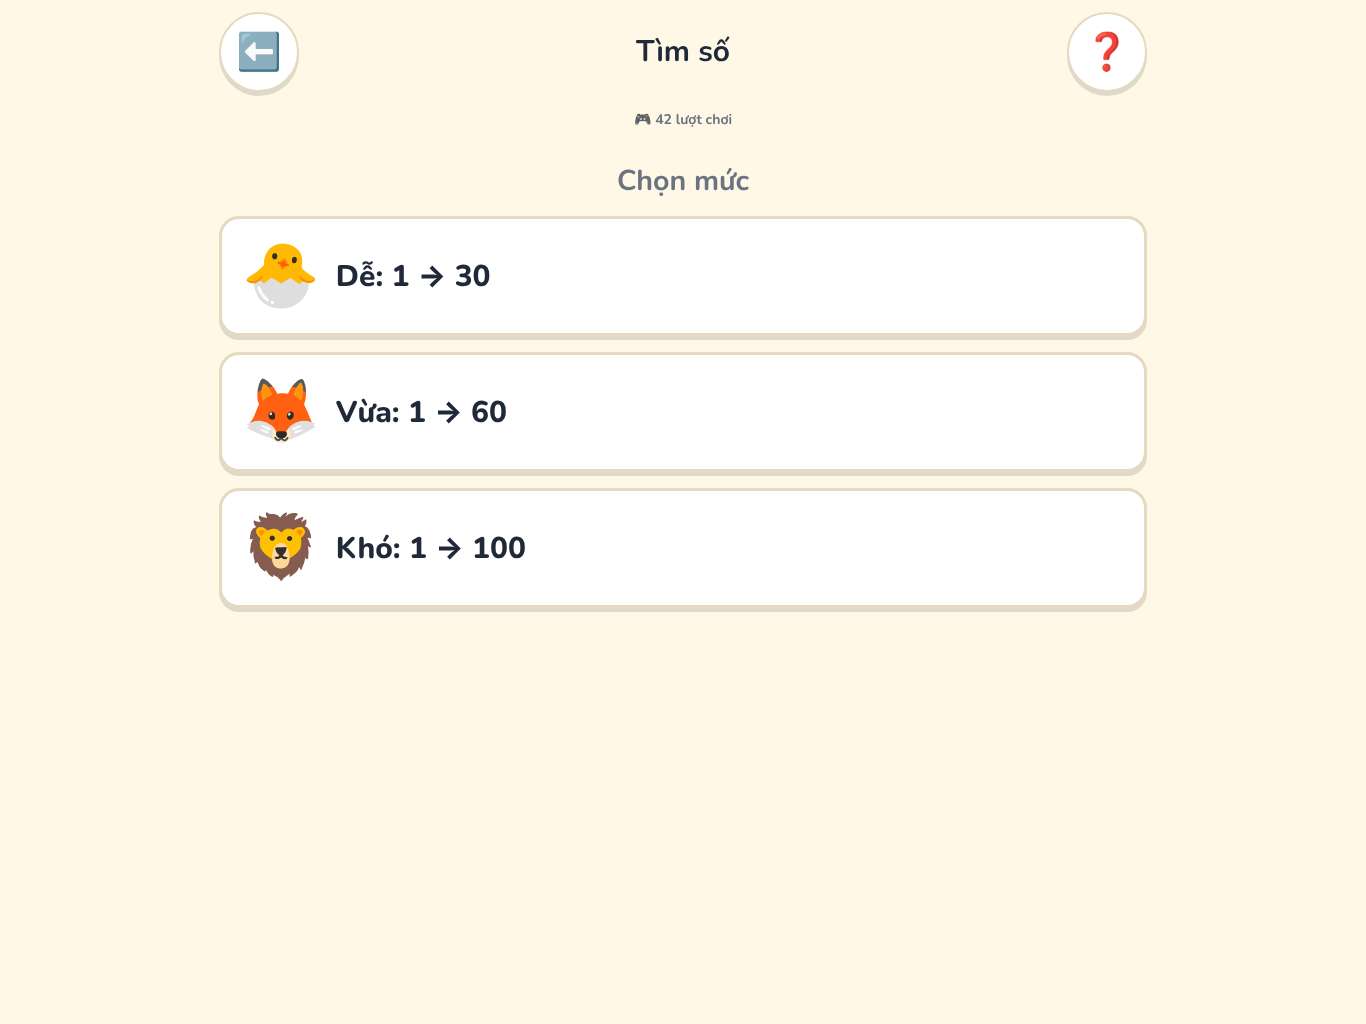 Tìm số
42 lượt chơi
Chọn mức
Dễ: 1 → 30
Vừa: 1 → 60
Khó: 1 → 100